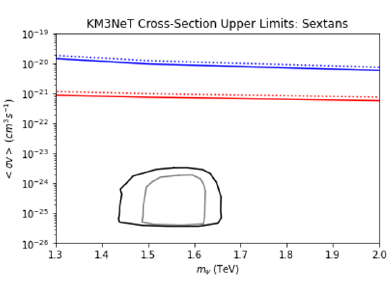 KM3NeT Cross-Section Upper Limits: Sextans
< σv > (cm³s⁻¹)
10⁻¹⁹
10⁻²⁰
10⁻²¹
10⁻²²
10⁻²³
10⁻²⁴
10⁻²⁵
10⁻²⁶
1.3 1.4 1.5 1.6 1.7 1.8 1.9 2.0
mᵩ (TeV)